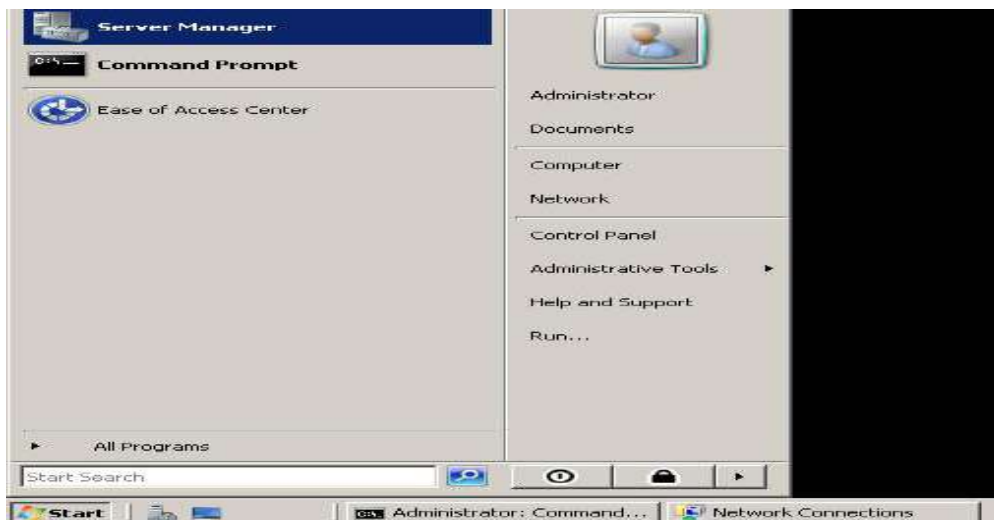 Server Manager
C:\
Command Prompt
Ease of Access Center
Administrator
Documents
Computer
Network
Control Panel
Administrative Tools
Help and Support
Run...
All Programs
Start Search
Start
C:\
Administrator: Command...
Network Connections